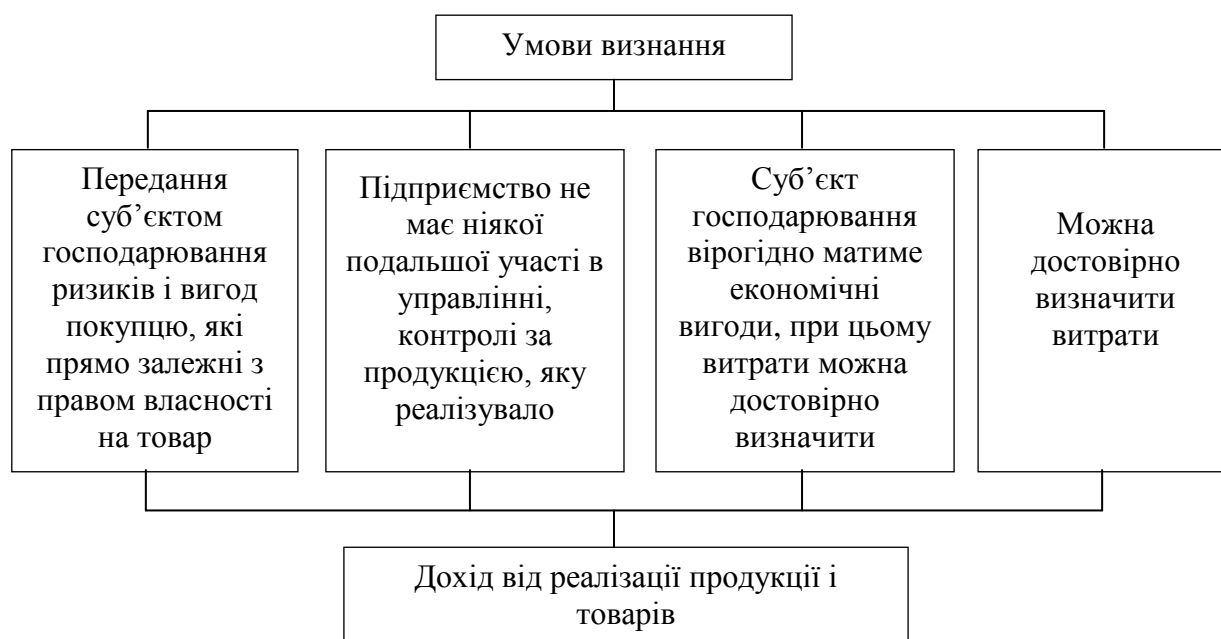 Умови визнання
Передання
суб’єктом
господарювання
ризиків і вигод
покупцю, які
прямо залежні з
правом власності
на товар
Підприємство не
має ніякої
подальшої участі в
управлінні,
контролі за
продукцією, яку
реалізувало
Суб’єкт
господарювання
вірогідно матиме
економічні
вигоди, при цьому
витрати можна
достовірно
визначити
Можна
достовірно
визначити
витрати
Дохід від реалізації продукції і
товарів